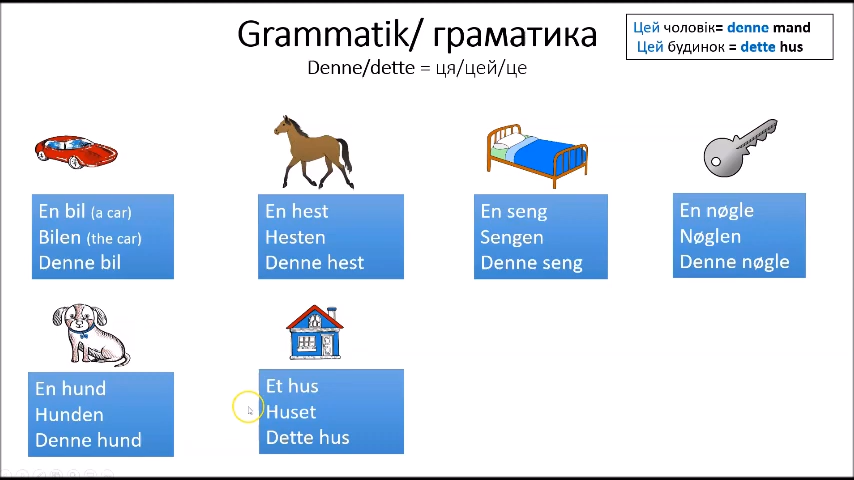 Grammatik/ граматика
Denne/dette = ця/цей/це
Цей чоловік= denne mand
Цей будинок = dette hus
En bil (a car)
Bilen (the car)
Denne bil
En hest
Hesten
Denne hest
En seng
Sengen
Denne seng
En nøgle
Nøglen
Denne nøgle
En hund
Hunden
Denne hund
Et hus
Huset
Dette hus